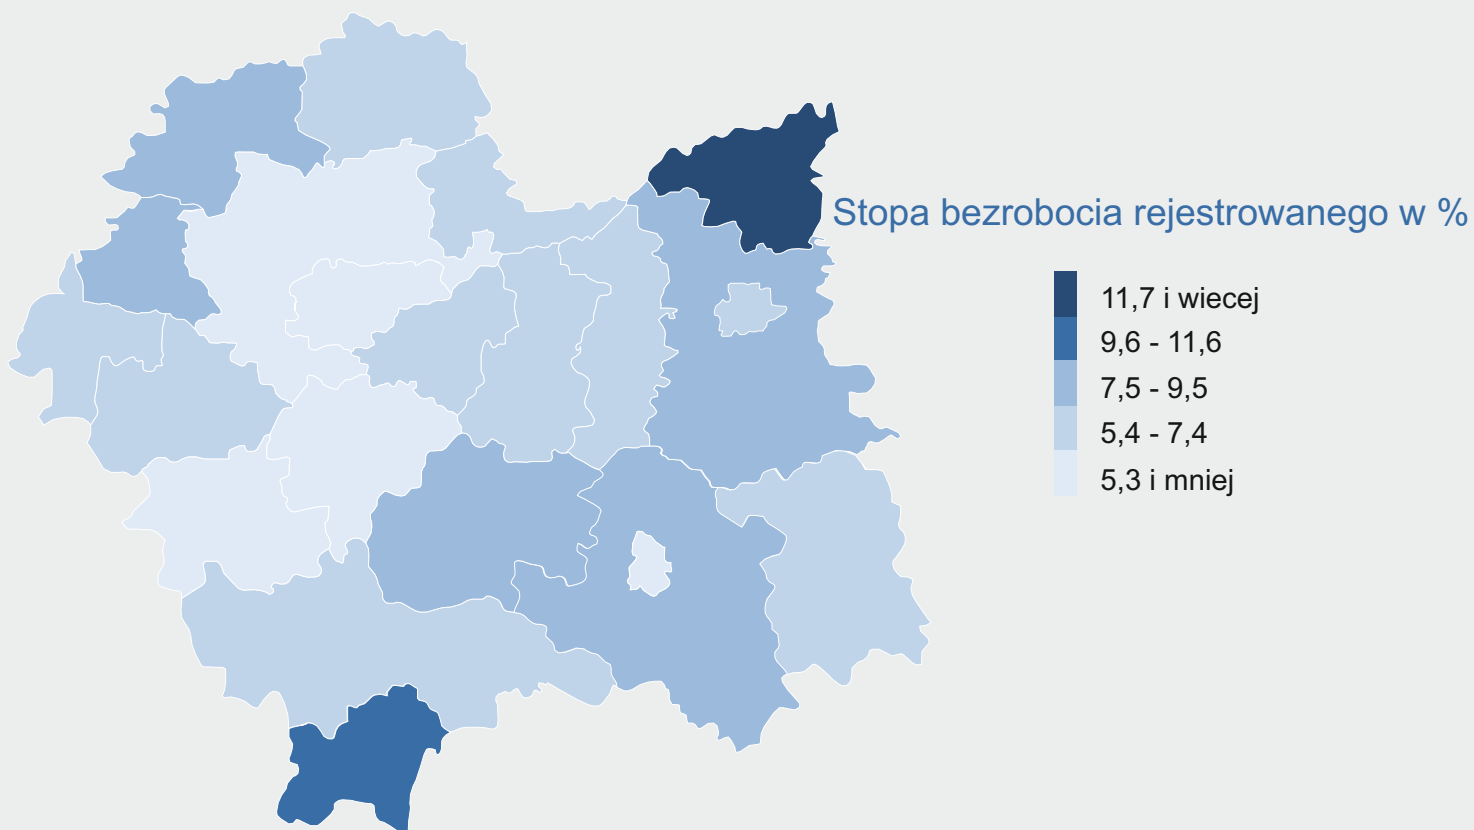 Stopa bezrobocia rejestrowanego w %
11,7 i wiecej
9,6 - 11,6
7,5 - 9,5
5,4 - 7,4
5,3 i mniej